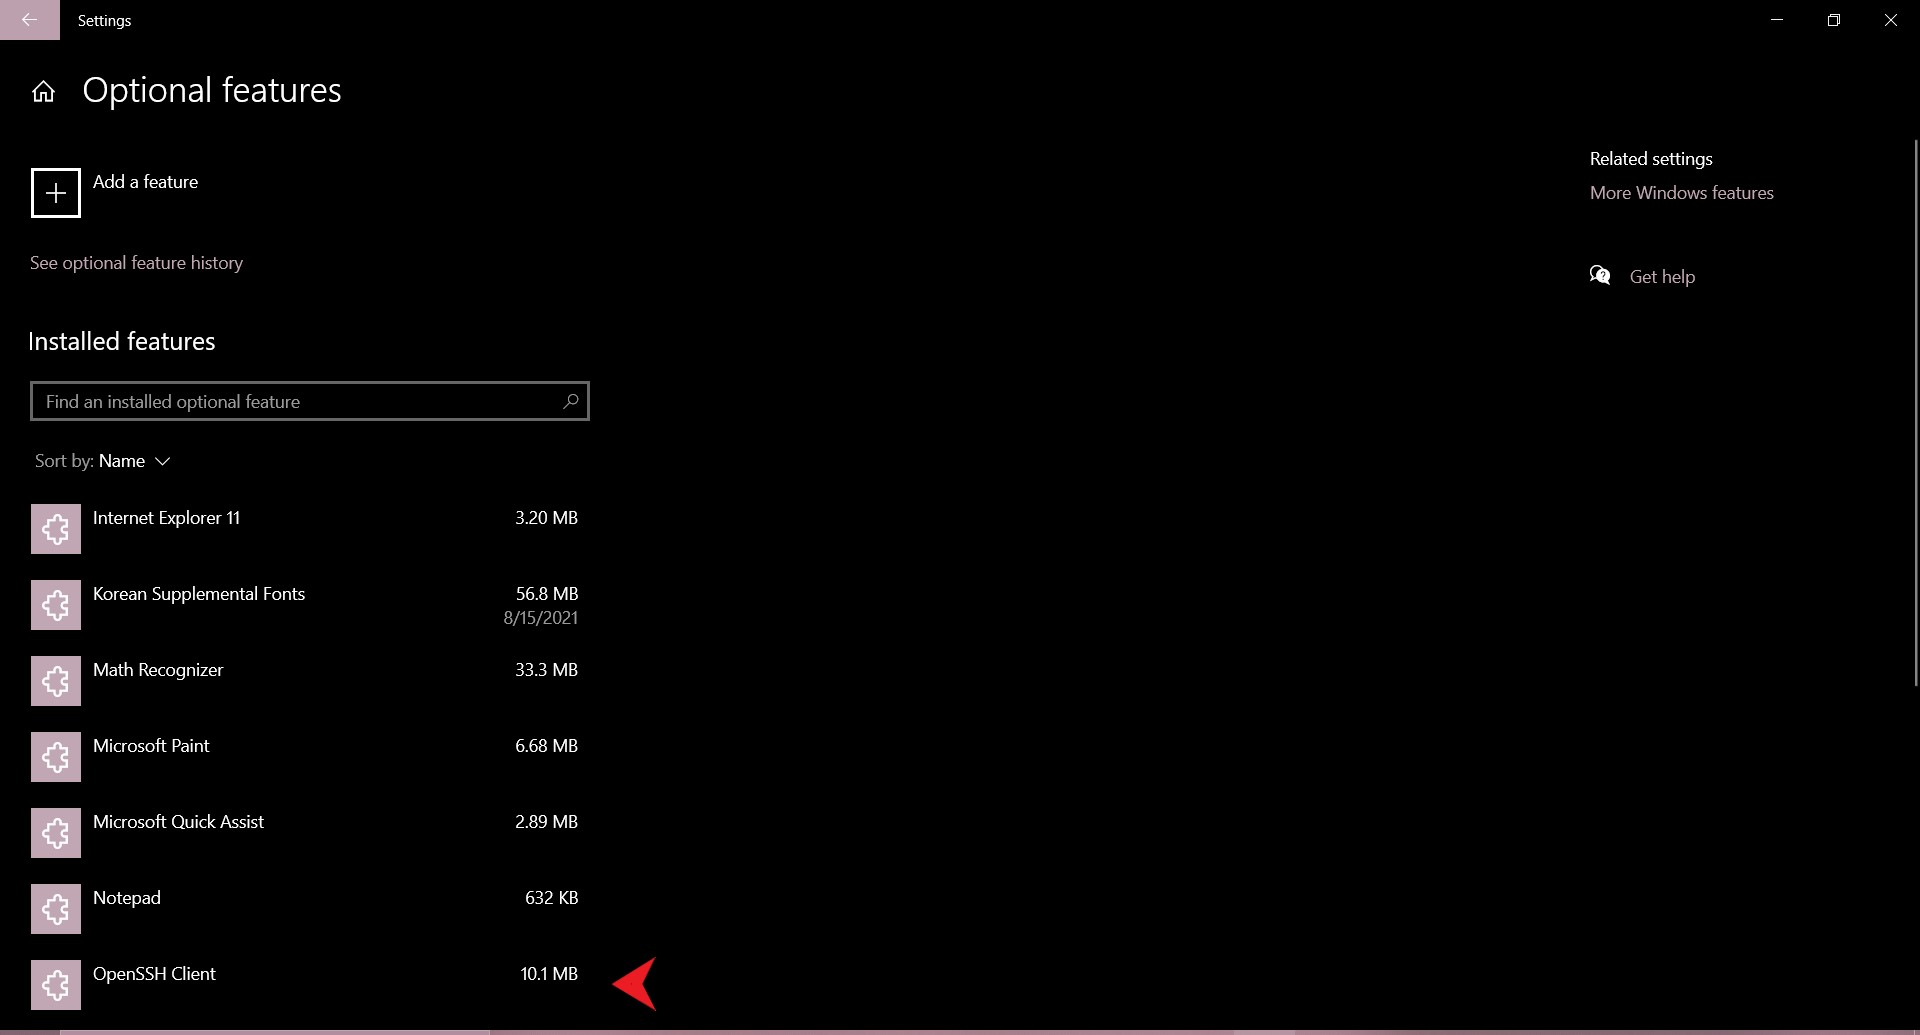 Settings
Optional features
Add a feature
See optional feature history
Installed features
Find an installed optional feature
Sort by: Name
Internet Explorer 11 3.20 MB
Korean Supplemental Fonts 56.8 MB
8/15/2021
Math Recognizer 33.3 MB
Microsoft Paint 6.68 MB
Microsoft Quick Assist 2.89 MB
Notepad 632 KB
OpenSSH Client 10.1 MB
Related settings
More Windows features
Get help